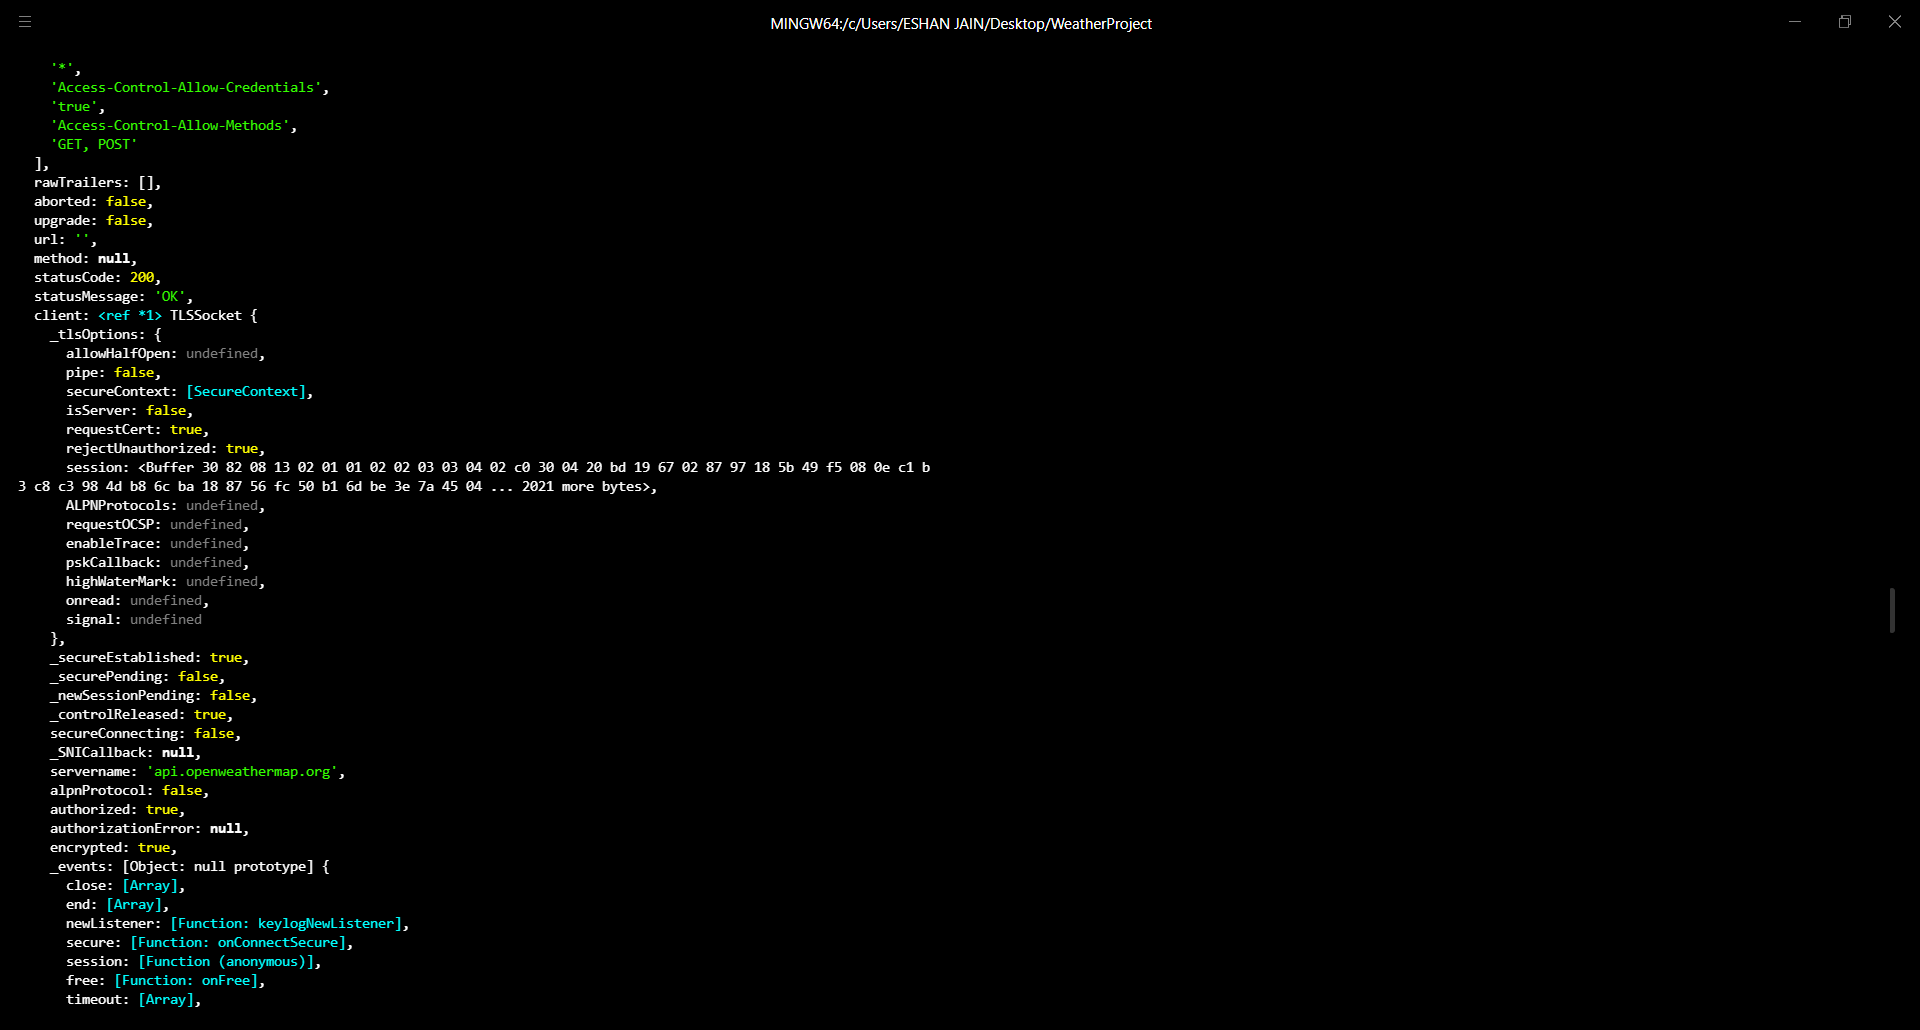 MINGW64:/c/Users/ESHAN JAIN/Desktop/WeatherProject
'*',
'Access-Control-Allow-Credentials',
'true',
'Access-Control-Allow-Methods',
'GET, POST'
],
rawTrailers: [],
aborted: false,
upgrade: false,
url: '',
method: null,
statusCode: 200,
statusMessage: 'OK',
client: <ref *1> TLSSocket {
_tlsOptions: {
allowHalfOpen: undefined,
pipe: false,
secureContext: [SecureContext],
isServer: false,
requestCert: true,
rejectUnauthorized: true,
session: <Buffer 30 82 08 13 02 01 01 02 02 03 03 04 02 c0 30 04 20 bd 19 67 02 87 97 18 5b 49 f5 08 0e c1 b
3 c8 c3 98 4d b8 6c ba 18 87 56 fc 50 b1 6d be 3e 7a 45 04 ... 2021 more bytes>,
ALPNProtocols: undefined,
requestOCSP: undefined,
enableTrace: undefined,
pskCallback: undefined,
highWaterMark: undefined,
onread: undefined,
signal: undefined
},
_secureEstablished: true,
_securePending: false,
_newSessionPending: false,
_controlReleased: true,
secureConnecting: false,
_SNICallback: null,
servername: 'api.openweathermap.org',
alpnProtocol: false,
authorized: true,
authorizationError: null,
encrypted: true,
_events: [Object: null prototype] {
close: [Array],
end: [Array],
newListener: [Function: keylogNewListener],
secure: [Function: onConnectSecure],
session: [Function (anonymous)],
free: [Function: onFree],
timeout: [Array],